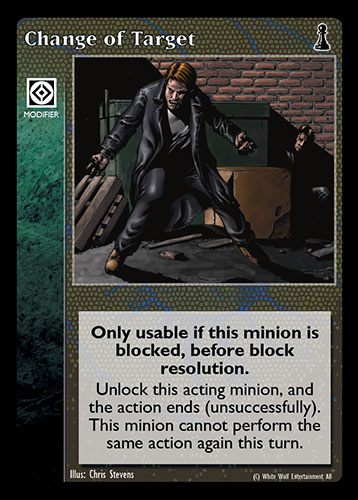 Change of Target
MODIFIER
Only usable if this minion is
blocked, before block
resolution.
Unlock this acting minion, and
the action ends (unsuccessfully).
This minion cannot perform the
same action again this turn.
Illus: Chris Stevens
(C) White Wolf Entertainment AB